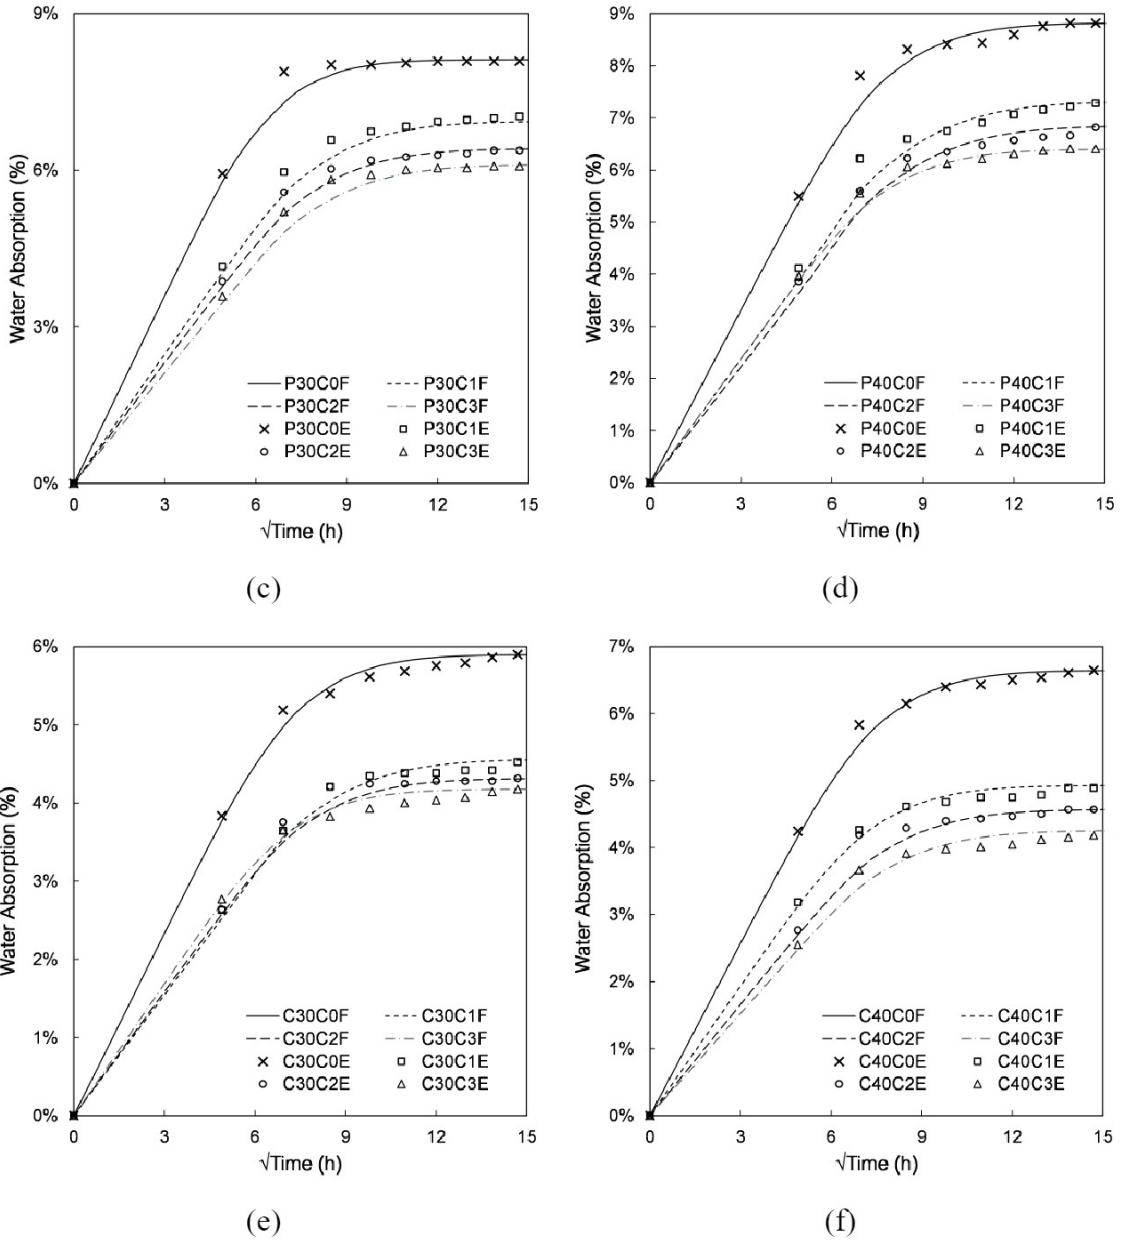 9%
6%
3%
0%
Water Absorption (%)
P30C0F P30C1F
P30C2F P30C3F
P30C0E P30C1E
P30C2E P30C3E
0 3 6 9 12 15
√Time (h)
(c)
9%
8%
7%
6%
5%
4%
3%
2%
1%
0%
Water Absorption (%)
P40C0F P40C1F
P40C2F P40C3F
P40C0E P40C1E
P40C2E P40C3E
0 3 6 9 12 15
√Time (h)
(d)
6%
5%
4%
3%
2%
1%
0%
Water Absorption (%)
C30C0F C30C1F
C30C2F C30C3F
C30C0E C30C1E
C30C2E C30C3E
0 3 6 9 12 15
√Time (h)
(e)
7%
6%
5%
4%
3%
2%
1%
0%
Water Absorption (%)
C40C0F C40C1F
C40C2F C40C3F
C40C0E C40C1E
C40C2E C40C3E
0 3 6 9 12 15
√Time (h)
(f)